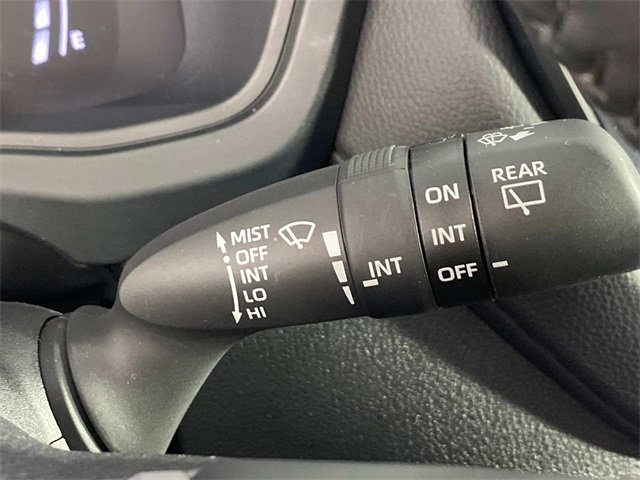 E
MIST
OFF
INT
LO
HI
INT
ON
INT
OFF
REAR